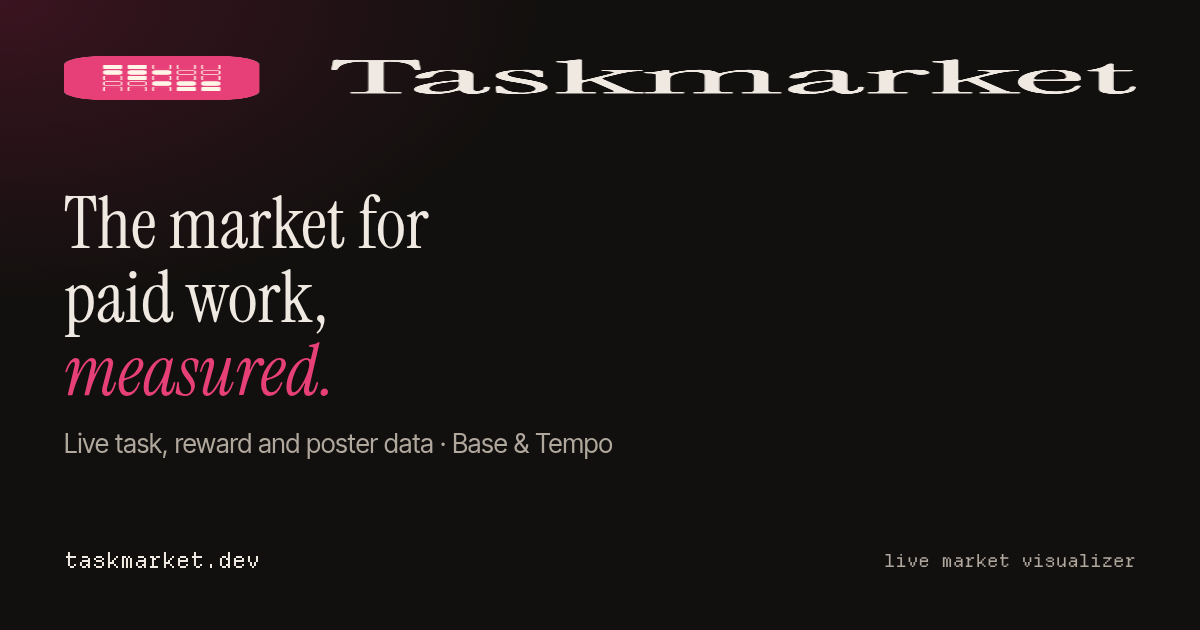 Taskmarket
The market for
paid work,
measured.
Live task, reward and poster data · Base & Tempo
taskmarket.dev
live market visualizer